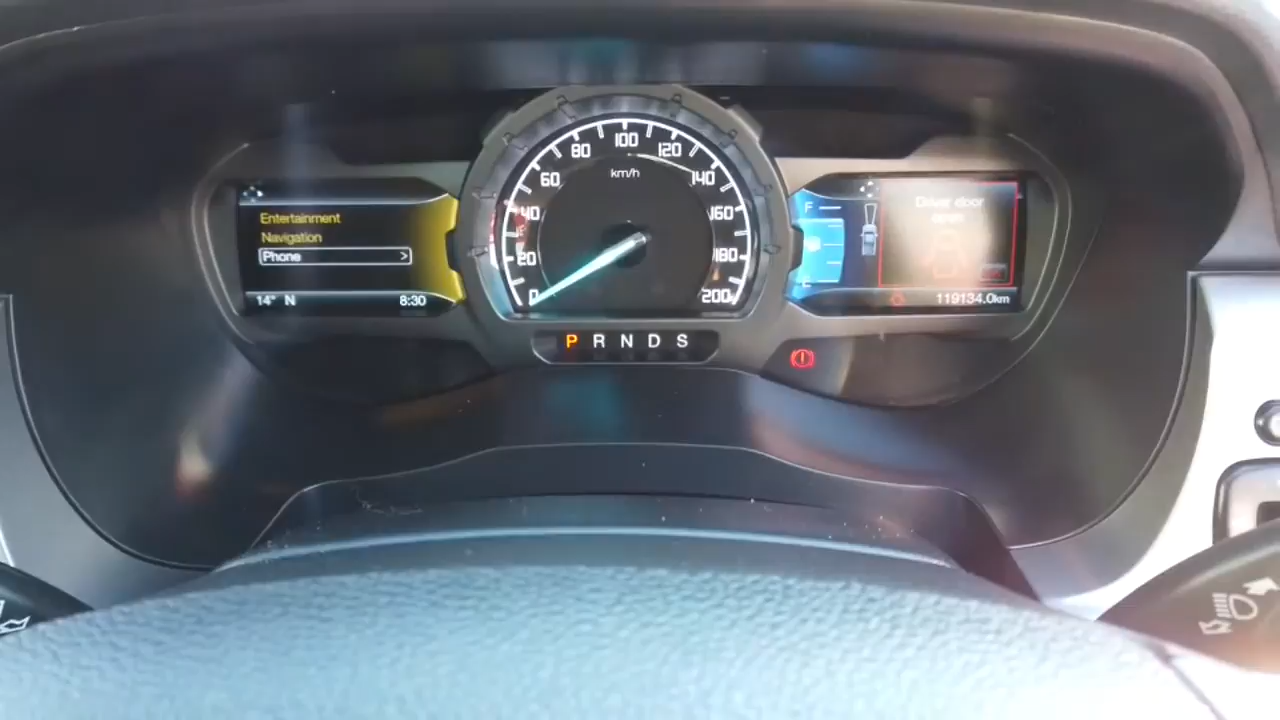 100
80 120
60 km/h 140
40 160
20 180
0 200
Entertainment
Navigation
Phone >
14° N 8:30
F
E
Driver door
open
119134.0km
P R N D S